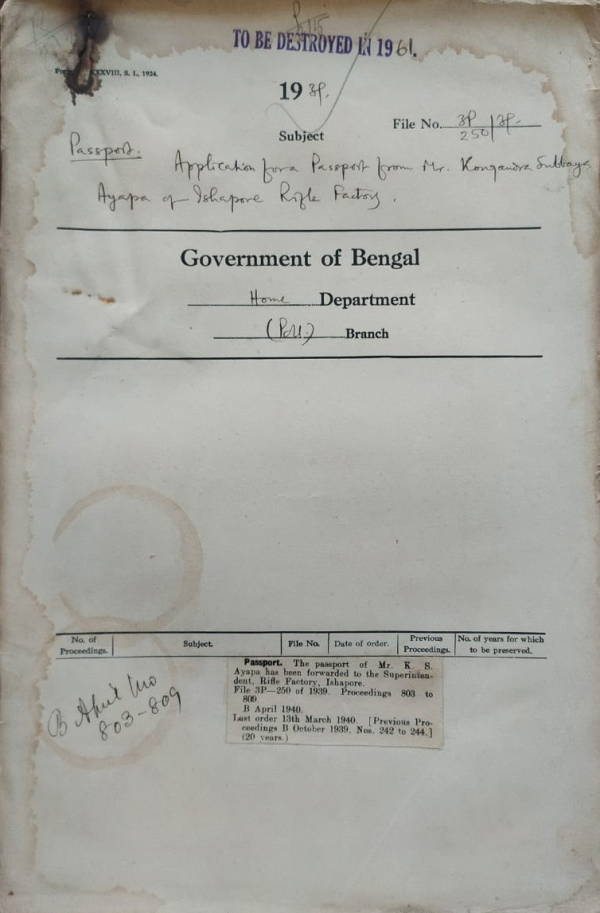 TO BE DESTROYED IN 1961.
XXXVIII, S. I., 1924.
1939.
File No. 3P/250/39.
Subject
Passport.
Application for a Passport from Mr. Kongandra Subbaya
Ayapa of Ishapore Rifle Factory.
Government of Bengal
Home Department
(Pol.) Branch
No. of Proceedings. Subject. File No. Date of order. Previous Proceedings. No. of years for which to be preserved.
Passport. The passport of Mr. K. S.
Ayapa has been forwarded to the Superinten-
dent, Rifle Factory, Ishapore.
File 3P—250 of 1939. Proceedings 803 to
809
B April 1940.
Last order 13th March 1940. [Previous Pro-
ceedings B October 1939, Nos. 242 to 244.]
(20 years.)
B April 1940
803-809